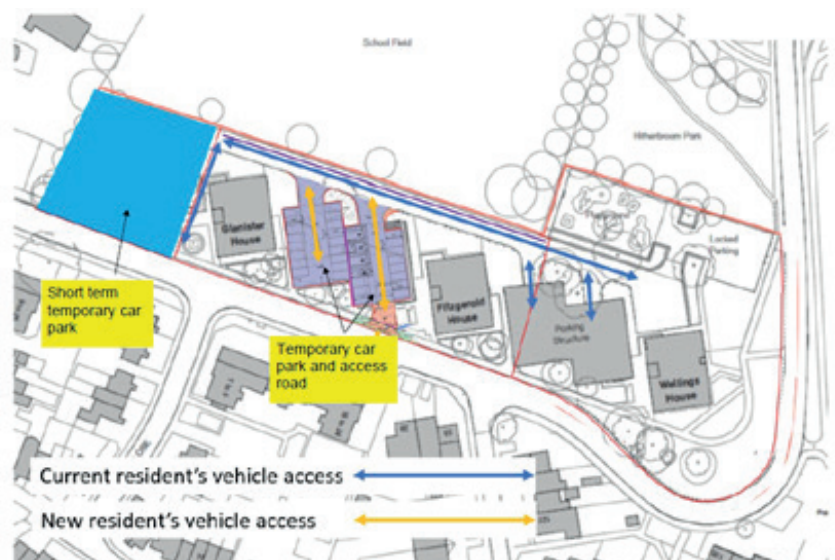 School Field
Hitherbroom Park
Glanister
House
Locked
Parking
Short term
temporary car
park
Fitzgerald
House
Parking
Structure
Wellings
House
Temporary car
park and access
road
Current resident's vehicle access
New resident's vehicle access